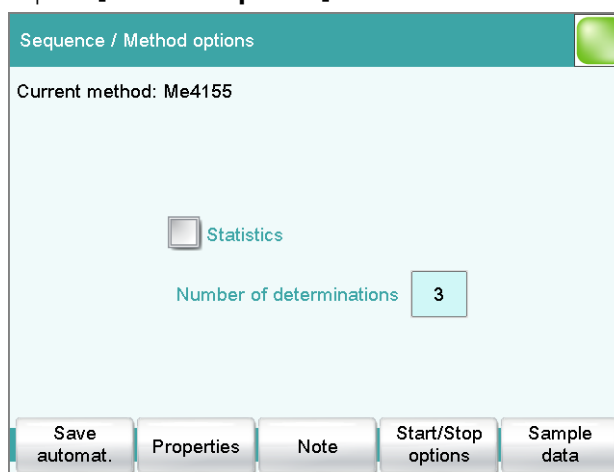 Sequence / Method options
Current method: Me4155
Statistics
Number of determinations 3
Save automat.
Properties
Note
Start/Stop options
Sample data